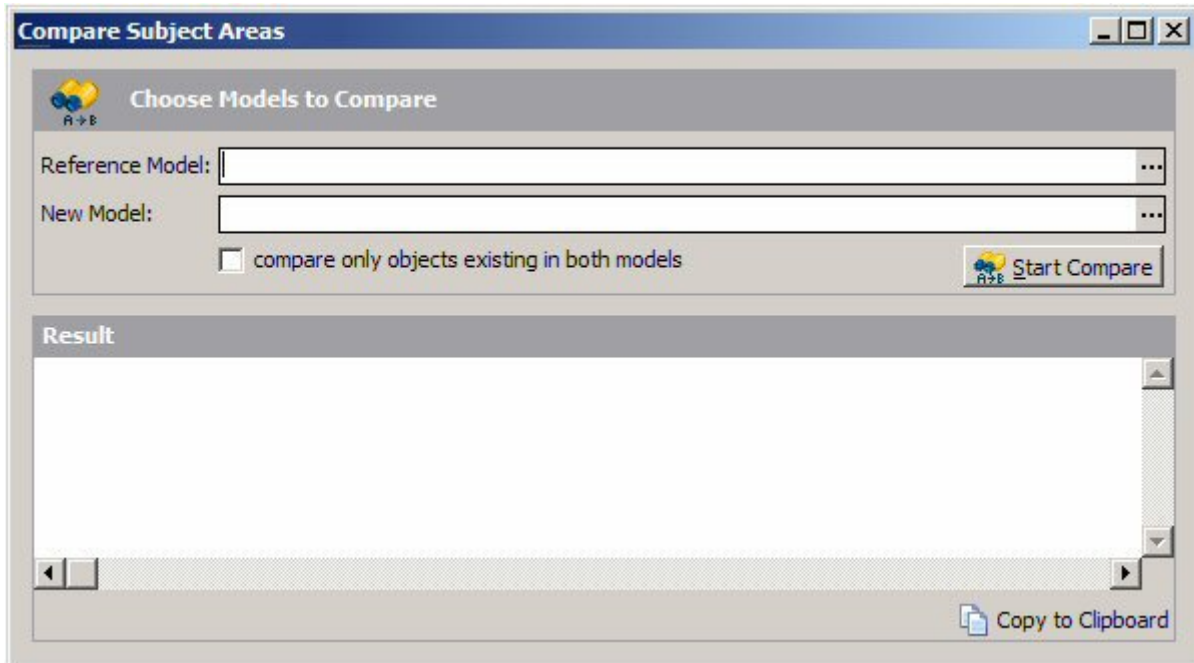 Compare Subject Areas
Choose Models to Compare
A→B
Reference Model:
...
New Model:
...
compare only objects existing in both models
A→B
Start Compare
Result
Copy to Clipboard